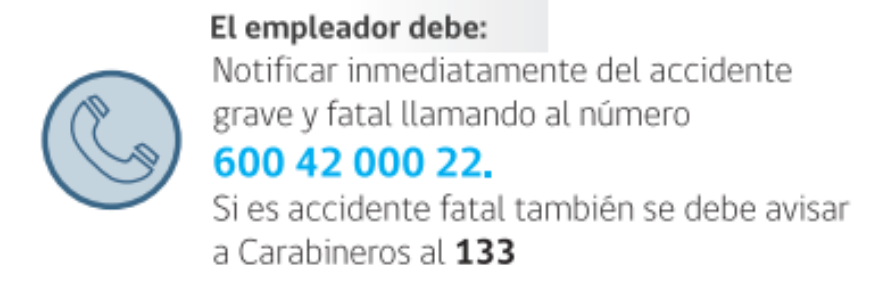 El empleador debe:
Notificar inmediatamente del accidente
grave y fatal llamando al número
600 42 000 22.
Si es accidente fatal también se debe avisar
a Carabineros al 133